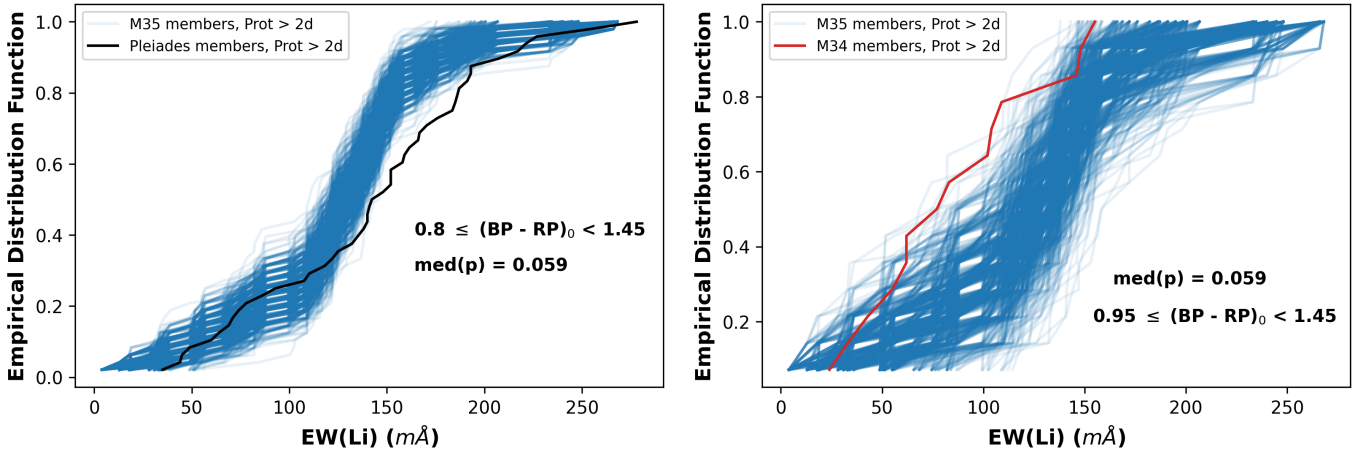 Empirical Distribution Function
1.0
0.8
0.6
0.4
0.2
0.0
M35 members, Prot > 2d
Pleiades members, Prot > 2d
0.8 ≤ (BP - RP)₀ < 1.45
med(p) = 0.059
0 50 100 150 200 250
EW(Li) (mÅ)
Empirical Distribution Function
1.0
0.8
0.6
0.4
0.2
M35 members, Prot > 2d
M34 members, Prot > 2d
med(p) = 0.059
0.95 ≤ (BP - RP)₀ < 1.45
0 50 100 150 200 250
EW(Li) (mÅ)